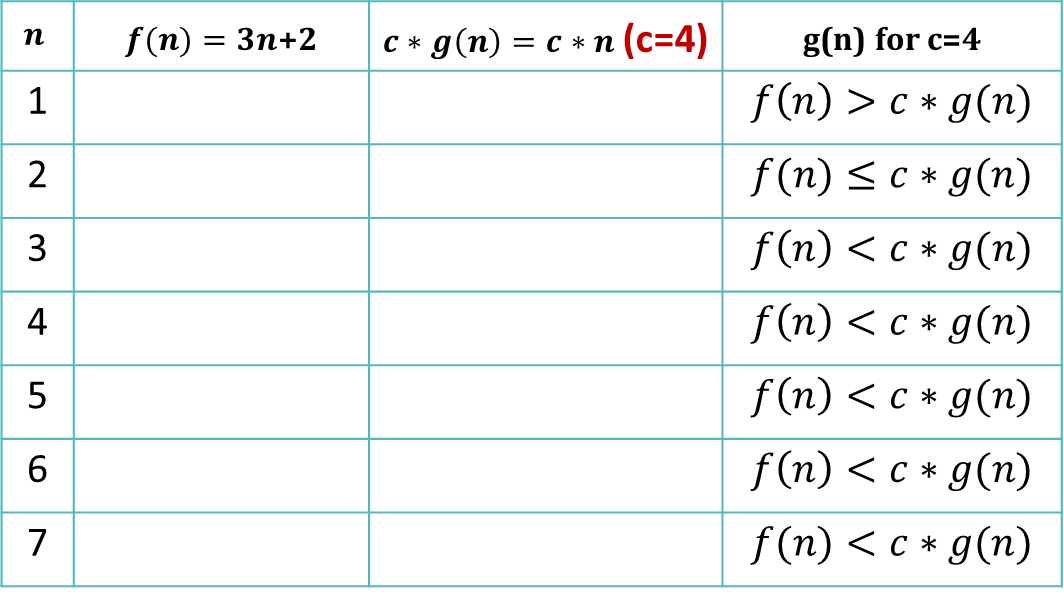 n f(n) = 3n+2 c ∗ g(n) = c ∗ n (c=4) g(n) for c=4
1 f(n) > c ∗ g(n)
2 f(n) ≤ c ∗ g(n)
3 f(n) < c ∗ g(n)
4 f(n) < c ∗ g(n)
5 f(n) < c ∗ g(n)
6 f(n) < c ∗ g(n)
7 f(n) < c ∗ g(n)